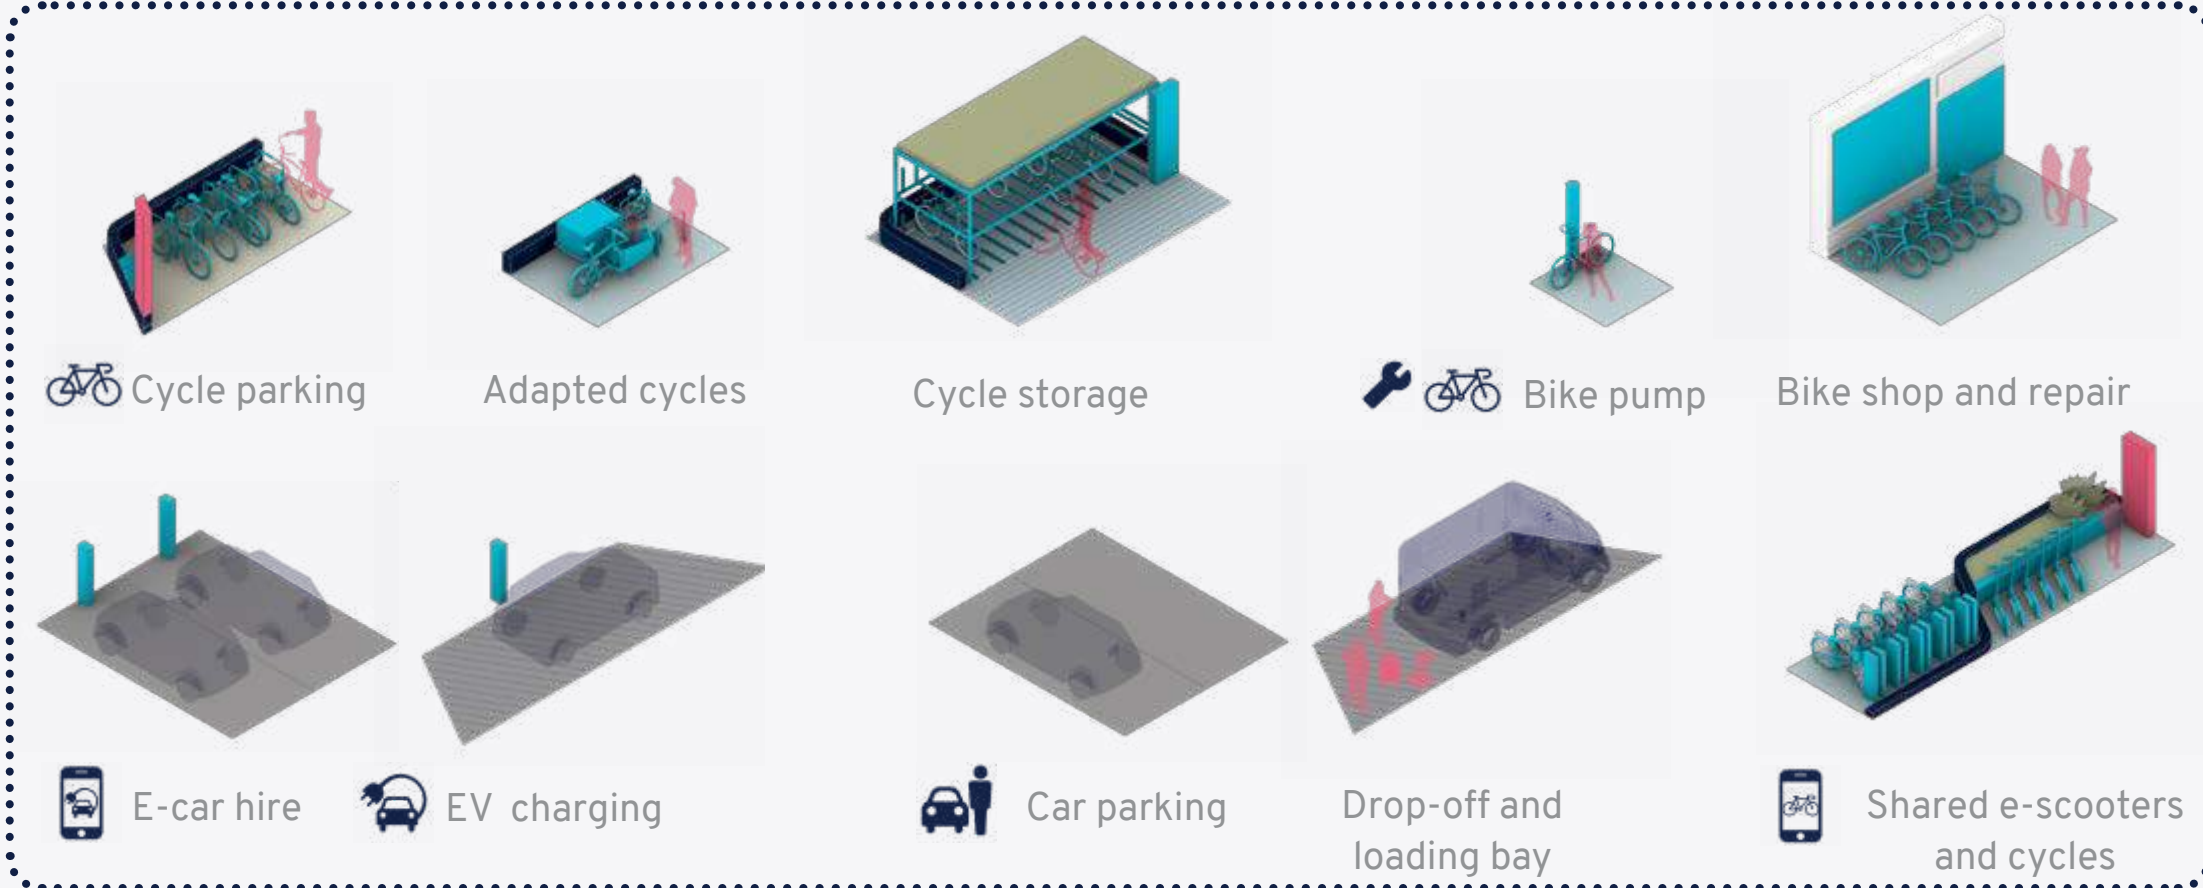 Cycle parking
Adapted cycles
Cycle storage
Bike pump
Bike shop and repair
E-car hire
EV charging
Car parking
Drop-off and
loading bay
Shared e-scooters
and cycles